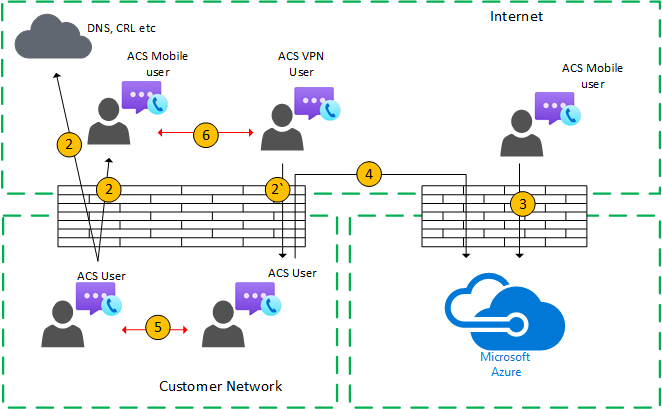 Internet
DNS, CRL etc
ACS Mobile
user
ACS VPN
User
ACS Mobile
user
2
6
4
2
2`
3
ACS User
ACS User
5
Microsoft
Azure
Customer Network